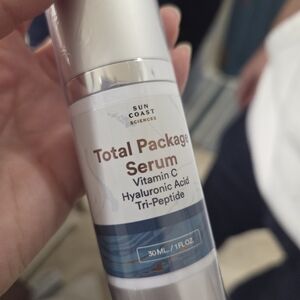 SUN
COAST
SCIENCES
Total Package
Serum
Vitamin C
Hyaluronic Acid
Tri-Peptide
30 ML. / 1 FL OZ.